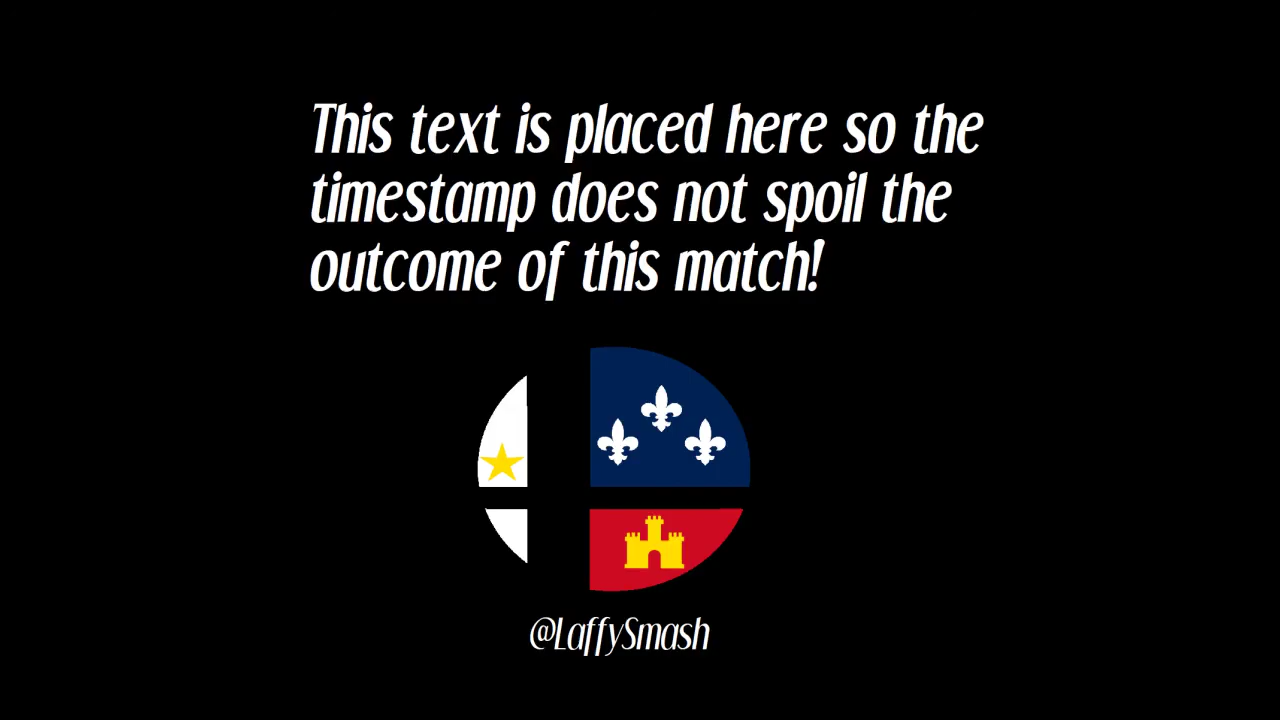 This text is placed here so the
timestamp does not spoil the
outcome of this match!
@LaffySmash